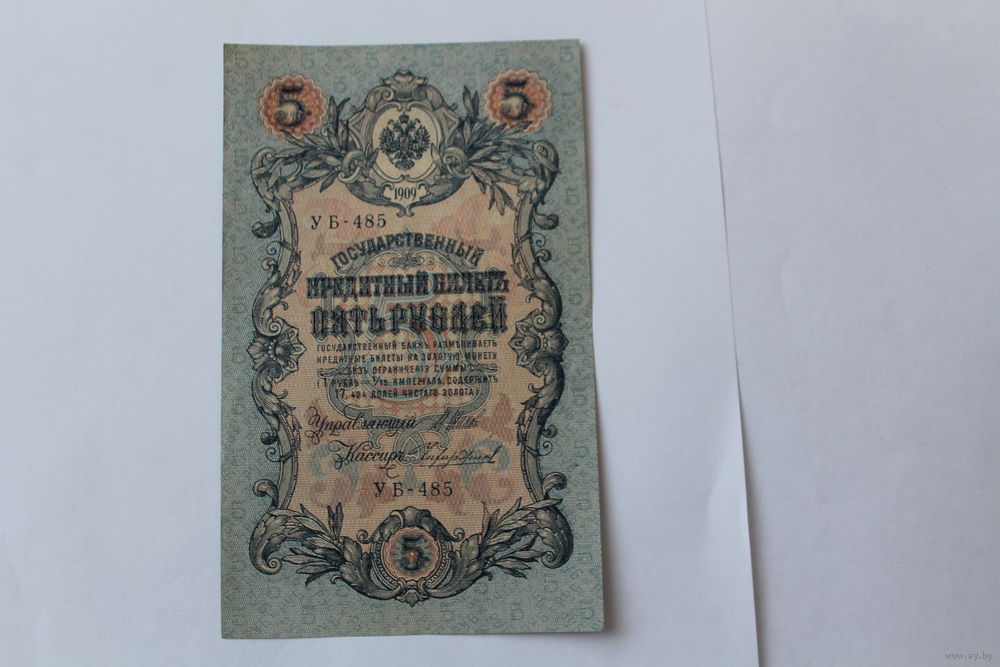 5 5
1909
УБ-485
ГОСУДАРСТВЕННЫЙ
КРЕДИТНЫЙ БИЛЕТЪ
ПЯТЬ РУБЛЕЙ
ГОСУДАРСТВЕННЫЙ БАНКЪ РАЗМѢНИВАЕТЪ
КРЕДИТНЫЕ БИЛЕТЫ НА ЗОЛОТУЮ МОНЕТУ
БЕЗЪ ОГРАНИЧЕНІЯ СУММЫ
(1 РУБЛЬ = 1/15 ИМПЕРІАЛА, СОДЕРЖИТЪ
17,424 ДОЛЕЙ ЧИСТАГО ЗОЛОТА).
Управляющій
Кассиръ
УБ-485
5
www.ay.by